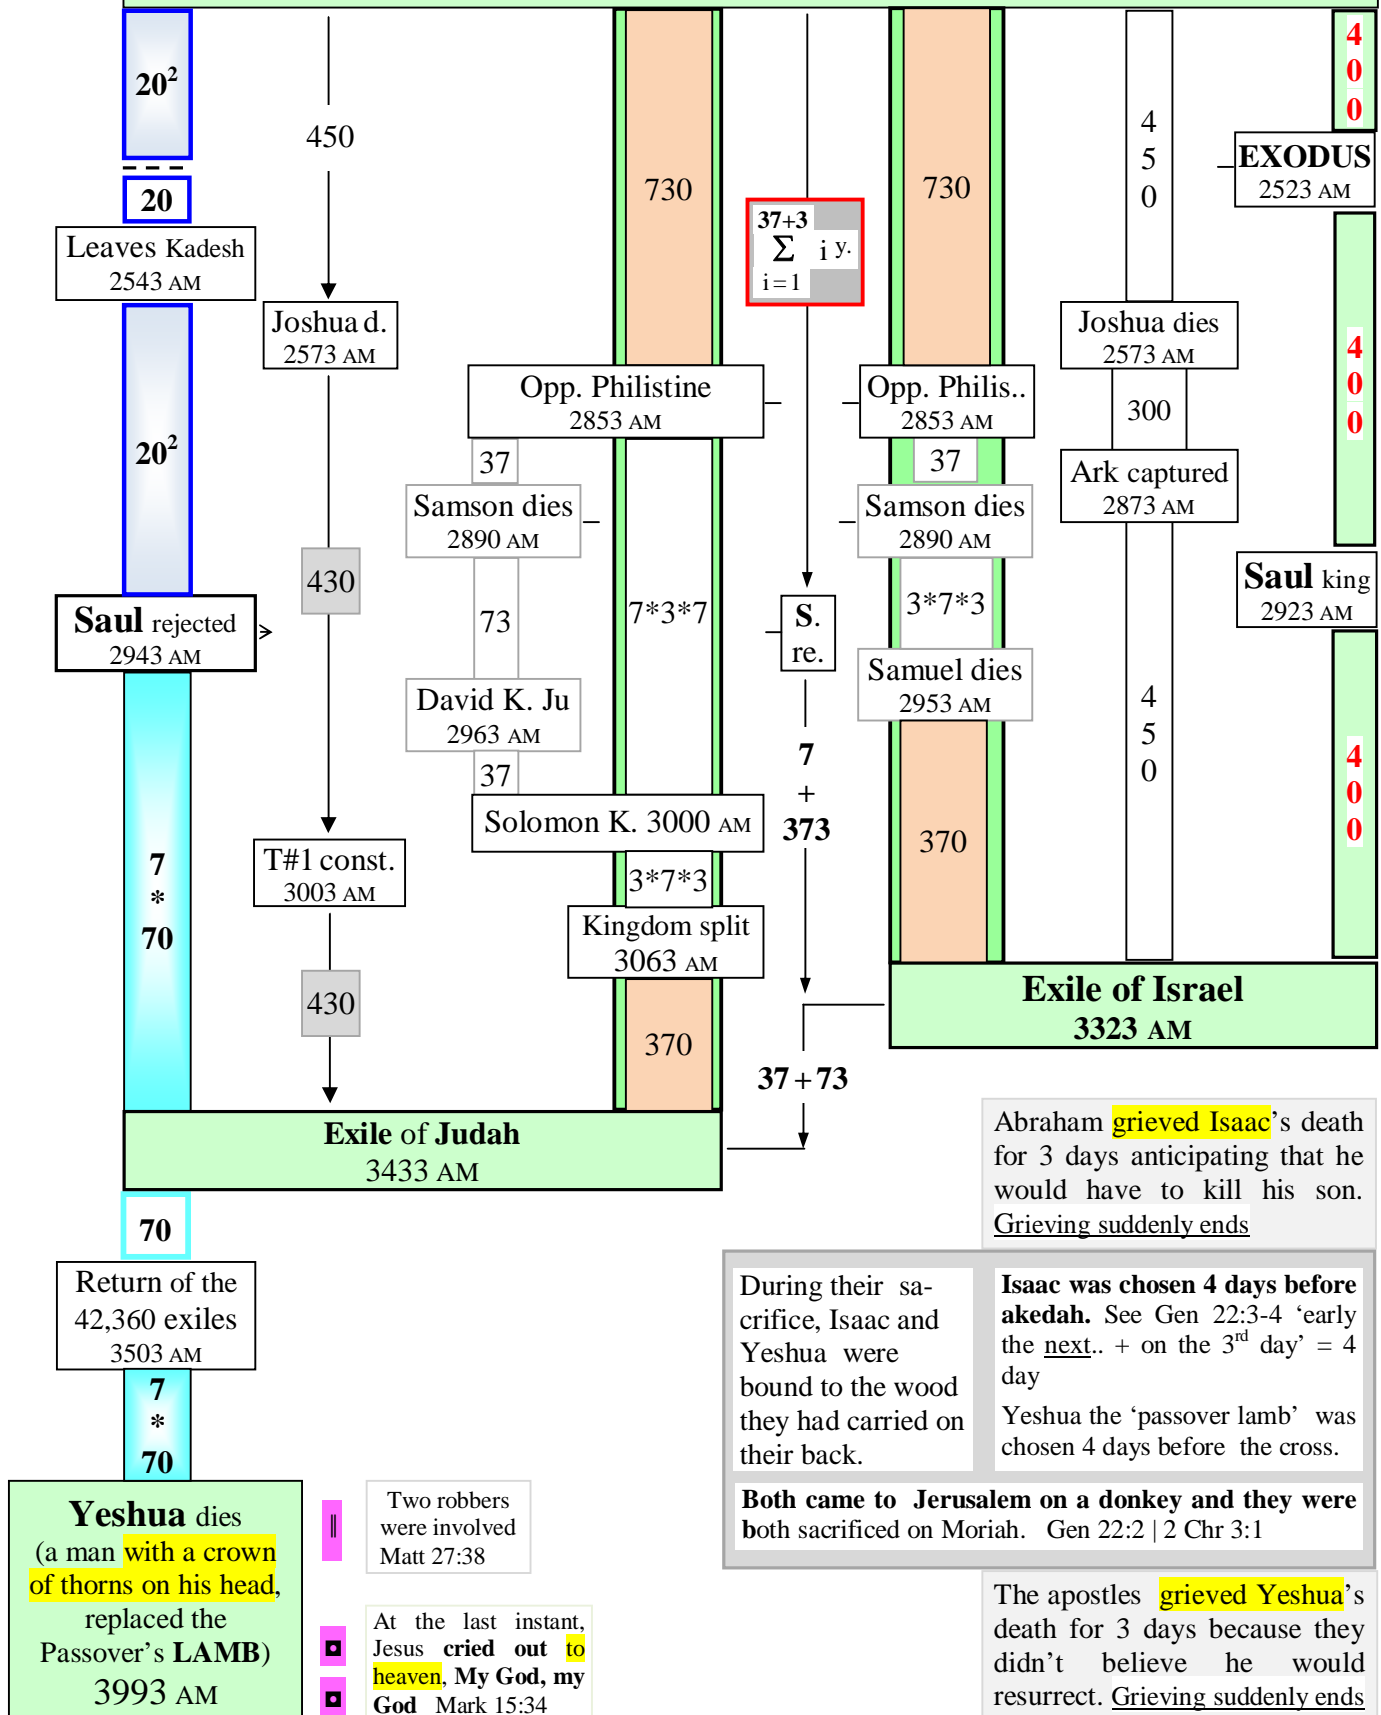 20²
20
Leaves Kadesh
2543 AM
20²
Saul rejected
2943 AM
7
*
70
450
Joshua d.
2573 AM
430
T#1 const.
3003 AM
430
730
Opp. Philistine
2853 AM
37
Samson dies
2890 AM
73
David K. Ju
2963 AM
37
7*3*7
Solomon K. 3000 AM
3*7*3
Kingdom split
3063 AM
370
37+3
Σ i y.
i=1
S.
re.
7
+
373
37+73
730
Opp. Philis..
2853 AM
37
Samson dies
2890 AM
3*7*3
Samuel dies
2953 AM
370
4
5
0
Joshua dies
2573 AM
300
Ark captured
2873 AM
4
5
0
4
0
0
EXODUS
2523 AM
4
0
0
Saul king
2923 AM
4
0
0
Exile of Israel
3323 AM
Exile of Judah
3433 AM
70
Return of the
42,360 exiles
3503 AM
7
*
70
Yeshua dies
(a man with a crown
of thorns on his head,
replaced the
Passover's LAMB)
3993 AM
Two robbers
were involved
Matt 27:38
At the last instant,
Jesus cried out to
heaven, My God, my
God Mark 15:34
Abraham grieved Isaac's death
for 3 days anticipating that he
would have to kill his son.
Grieving suddenly ends
During their sa-
crifice, Isaac and
Yeshua were
bound to the wood
they had carried on
their back.
Isaac was chosen 4 days before
akedah. See Gen 22:3-4 'early
the next.. + on the 3rd day' = 4
day
Yeshua the 'passover lamb' was
chosen 4 days before the cross.
Both came to Jerusalem on a donkey and they were
both sacrificed on Moriah. Gen 22:2 | 2 Chr 3:1
The apostles grieved Yeshua's
death for 3 days because they
didn't believe he would
resurrect. Grieving suddenly ends